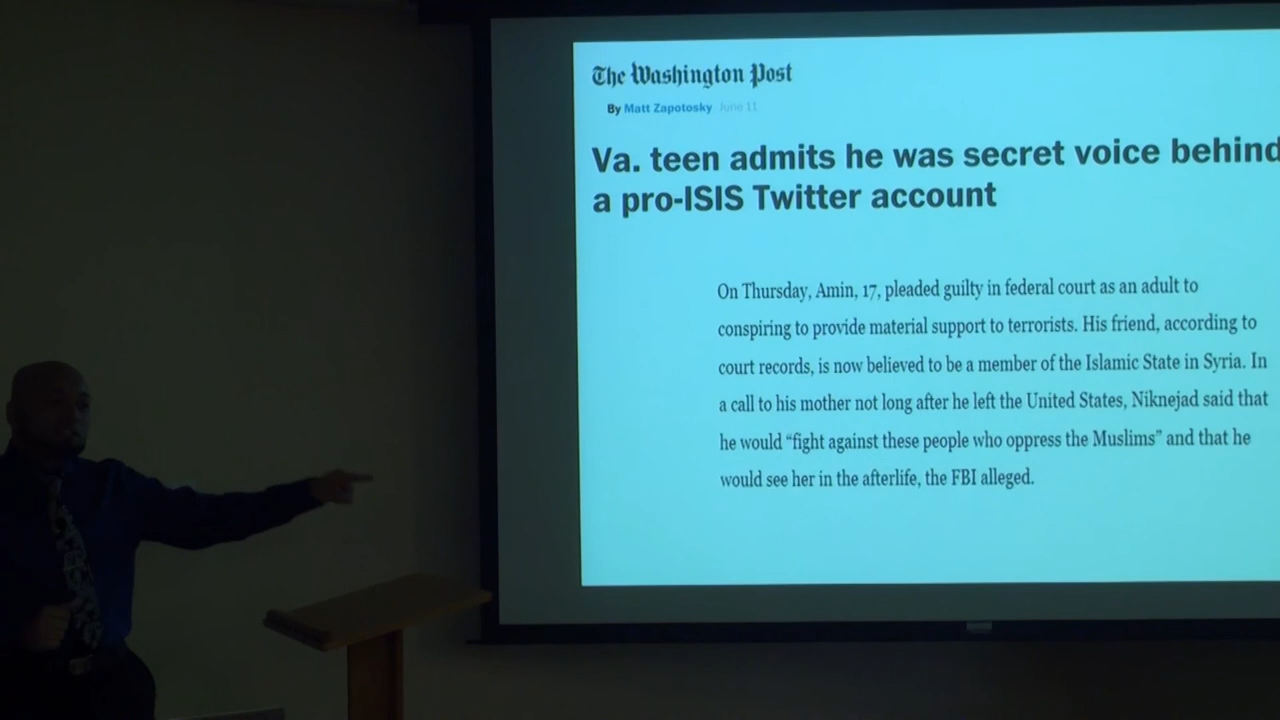 The Washington Post
By Matt Zapotosky June 11
Va. teen admits he was secret voice behind
a pro-ISIS Twitter account
On Thursday, Amin, 17, pleaded guilty in federal court as an adult to
conspiring to provide material support to terrorists. His friend, according to
court records, is now believed to be a member of the Islamic State in Syria. In
a call to his mother not long after he left the United States, Niknejad said that
he would “fight against these people who oppress the Muslims” and that he
would see her in the afterlife, the FBI alleged.